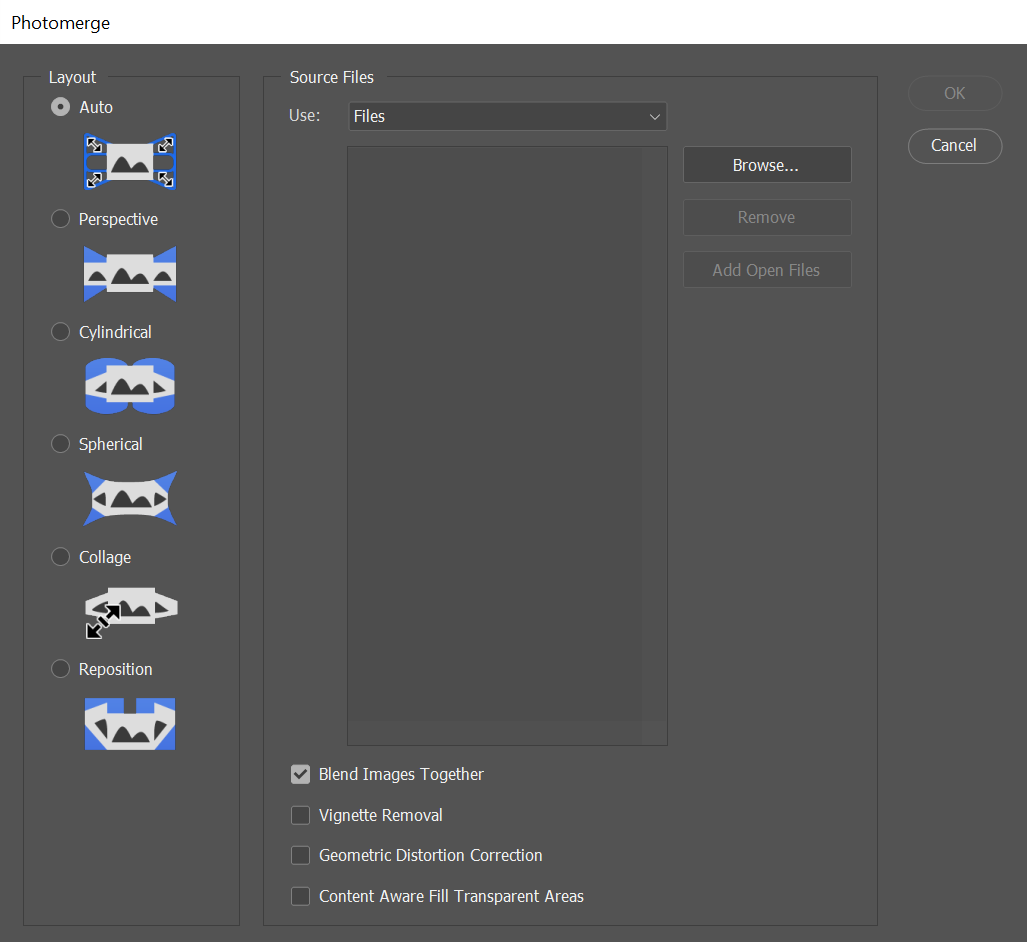 Photomerge
Layout
Auto
Perspective
Cylindrical
Spherical
Collage
Reposition
Source Files
Use: Files
Browse...
Remove
Add Open Files
Blend Images Together
Vignette Removal
Geometric Distortion Correction
Content Aware Fill Transparent Areas
OK
Cancel